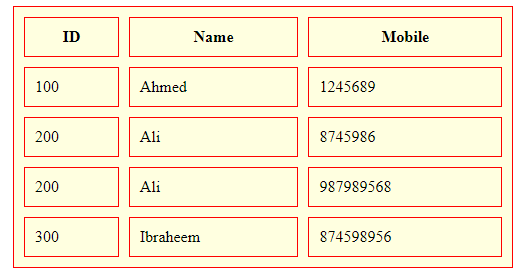 ID Name Mobile
100 Ahmed 1245689
200 Ali 8745986
200 Ali 987989568
300 Ibraheem 874598956